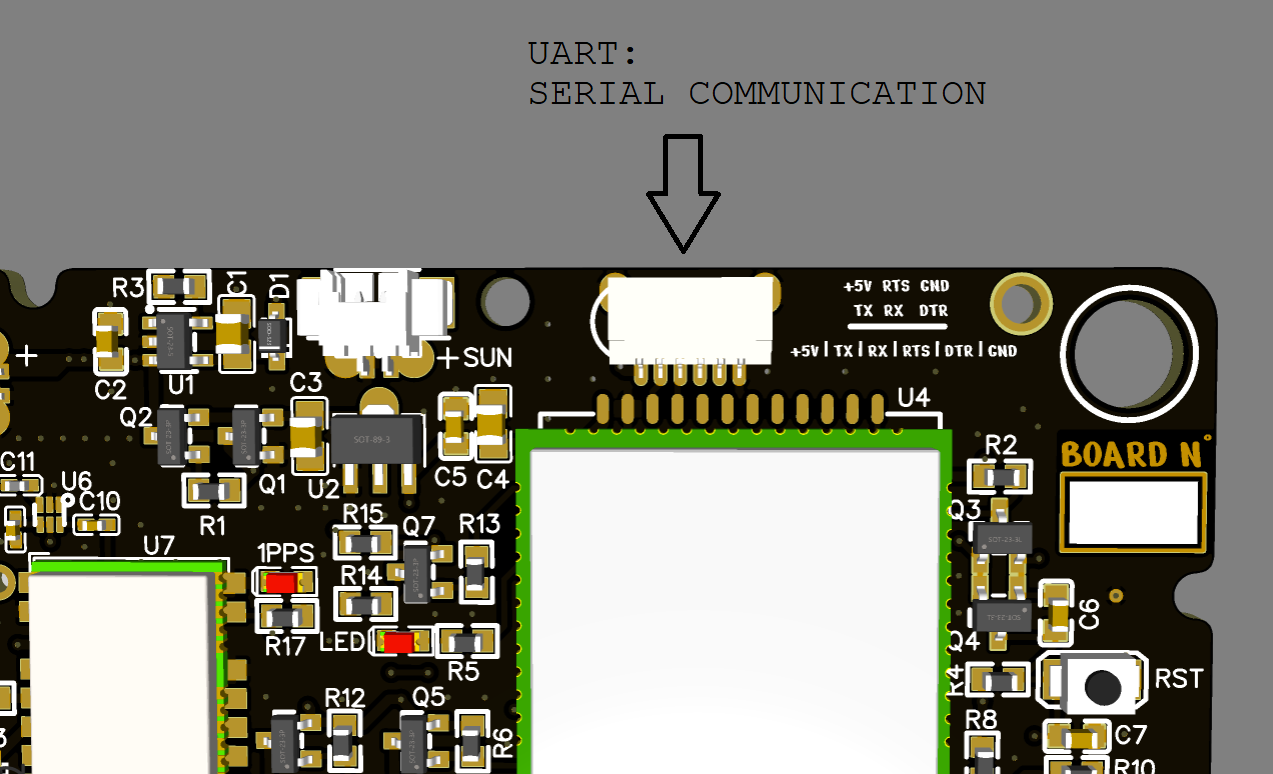 UART:
SERIAL COMMUNICATION
R3
C1
D1
+5V RTS GND
TX RX DTR
+5V|TX|RX|RTS|DTR|GND
+
+SUN
C2
U1
C3
U4
Q2
SOT-89-3
BOARD N°
R2
C11
U6
C10
Q1
U2
C5
C4
R1
R15
Q7
R13
Q3
SOT-23-3L
U7
1PPS
R14
C6
R17
LED
R5
Q4
R4
RST
R12
Q5
R6
R8
C7
R10